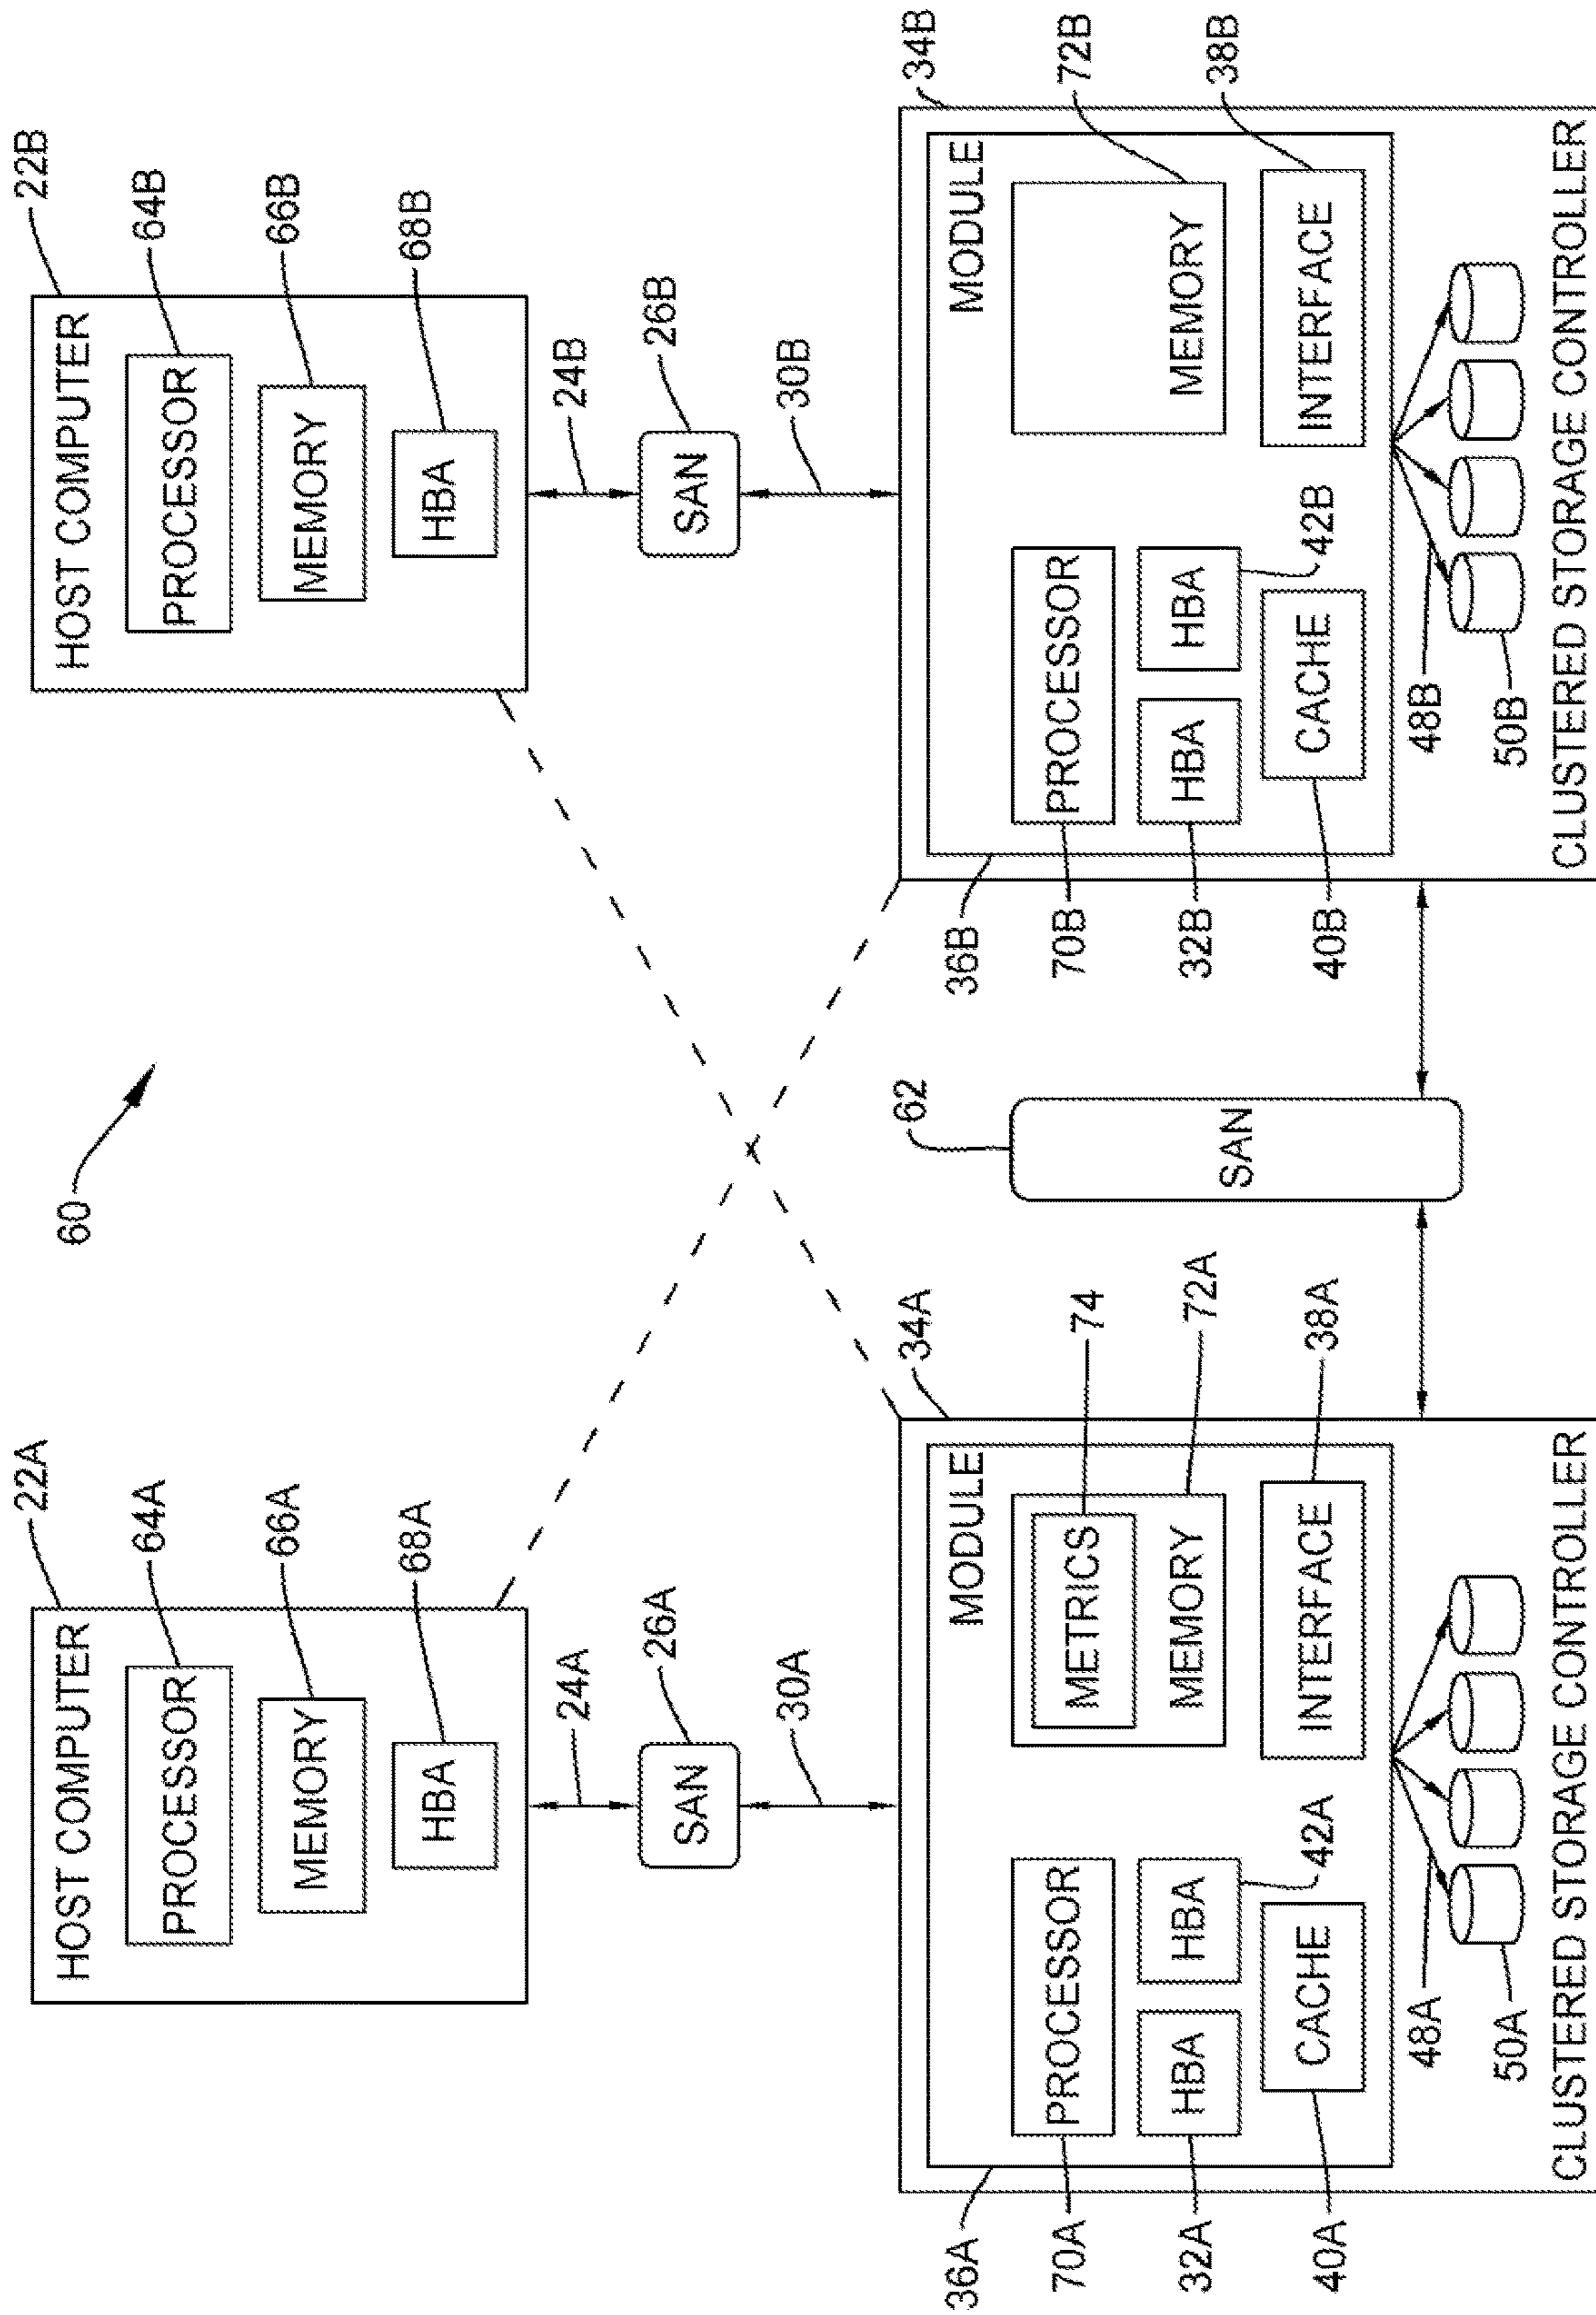 60
22A
HOST COMPUTER
PROCESSOR
64A
MEMORY
66A
HBA
68A
24A
SAN
26A
30A
22B
HOST COMPUTER
PROCESSOR
64B
MEMORY
66B
HBA
68B
24B
SAN
26B
30B
34A
36A
MODULE
PROCESSOR
70A
HBA
32A
HBA
42A
CACHE
40A
METRICS
74
MEMORY
72A
INTERFACE
38A
48A
50A
CLUSTERED STORAGE CONTROLLER
62
SAN
34B
36B
MODULE
PROCESSOR
70B
HBA
32B
HBA
42B
CACHE
40B
MEMORY
72B
INTERFACE
38B
48B
50B
CLUSTERED STORAGE CONTROLLER